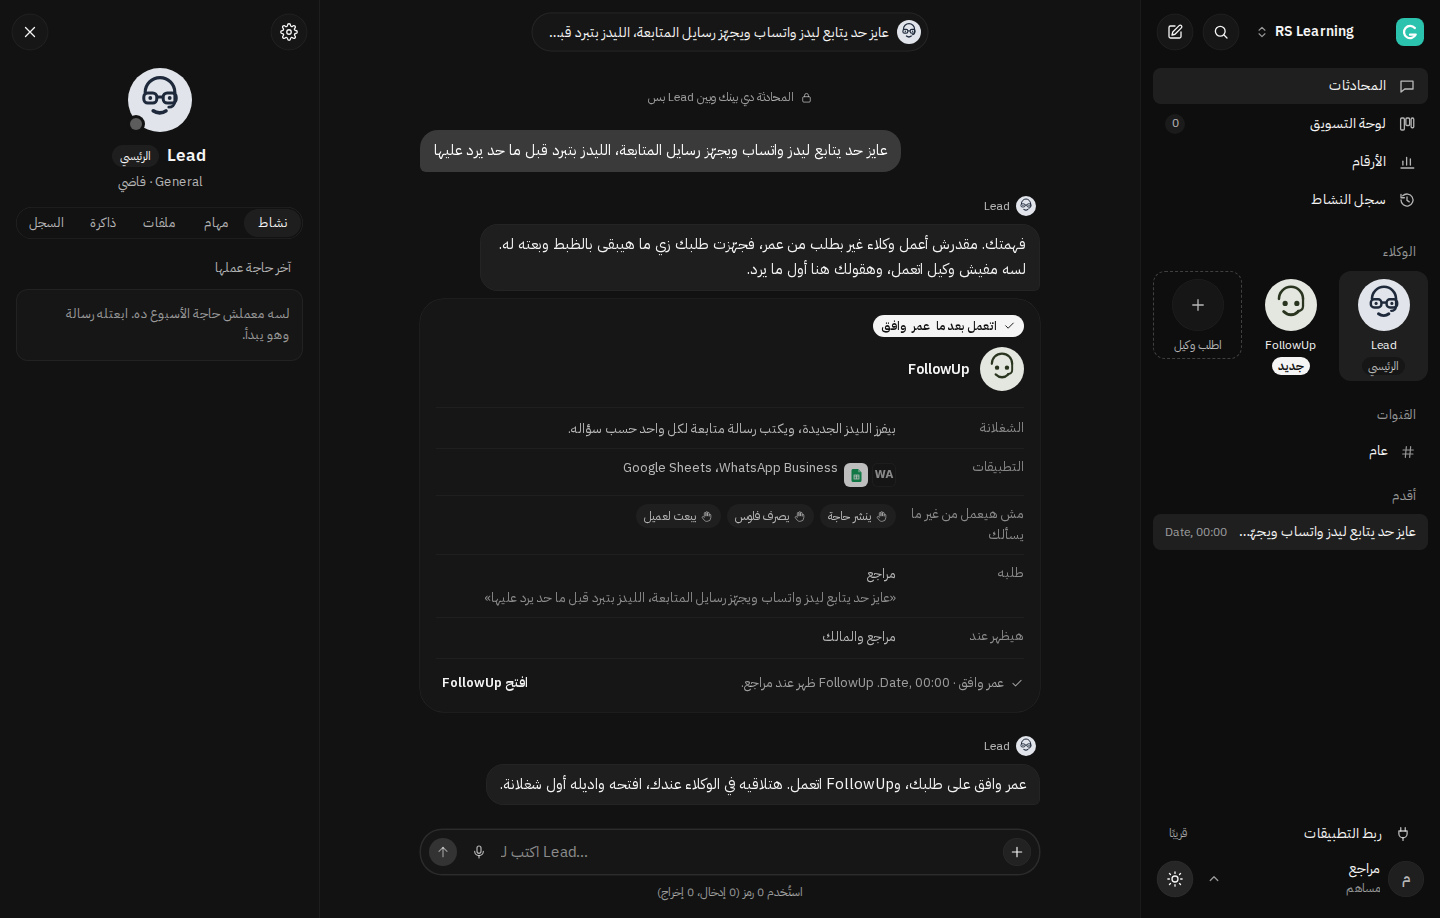 RS Learning
المحادثات
لوحة التسويق
0
الأرقام
سجل النشاط
الوكلاء
Lead
الرئيسي
FollowUp
جديد
اطلب وكيل
القنوات
عام
أقدم
عايز حد يتابع ليدز واتساب ويجهّز...
Date, 00:00
ربط التطبيقات
قريبًا
م
مراجع
مساهم
عايز حد يتابع ليدز واتساب ويجهّز رسايل المتابعة، الليدز بتبرد قبـ...
المحادثة دي بينك وبين Lead بس
عايز حد يتابع ليدز واتساب ويجهّز رسايل المتابعة، الليدز بتبرد قبل ما حد يرد عليها
Lead
فهمتك. مقدرش أعمل وكلاء غير بطلب من عمر، فجهّزت طلبك زي ما هيبقى بالظبط وبعته له.
لسه مفيش وكيل اتعمل، وهقولك هنا أول ما يرد.
اتعمل بعد ما عمر وافق
FollowUp
الشغلانة
بيفرز الليدز الجديدة، ويكتب رسالة متابعة لكل واحد حسب سؤاله.
التطبيقات
WA
WhatsApp Business، Google Sheets
مش هيعمل من غير ما
يسألك
ينشر حاجة
يصرف فلوس
يبعت لعميل
طلبه
مراجع
«عايز حد يتابع ليدز واتساب ويجهّز رسايل المتابعة، الليدز بتبرد قبل ما حد يرد عليها»
هيظهر عند
مراجع والمالك
عمر وافق · Date, 00:00. FollowUp ظهر عند مراجع.
افتح FollowUp
Lead
عمر وافق على طلبك، وFollowUp اتعمل. هتلاقيه في الوكلاء عندك، افتحه واديله أول شغلانة.
اكتب لـ Lead...
استُخدم 0 رمز (0 إدخال، 0 إخراج)
Lead
الرئيسي
General · فاضي
نشاط
مهام
ملفات
ذاكرة
السجل
آخر حاجة عملها
لسه معملش حاجة الأسبوع ده. ابعتله رسالة
وهو يبدأ.